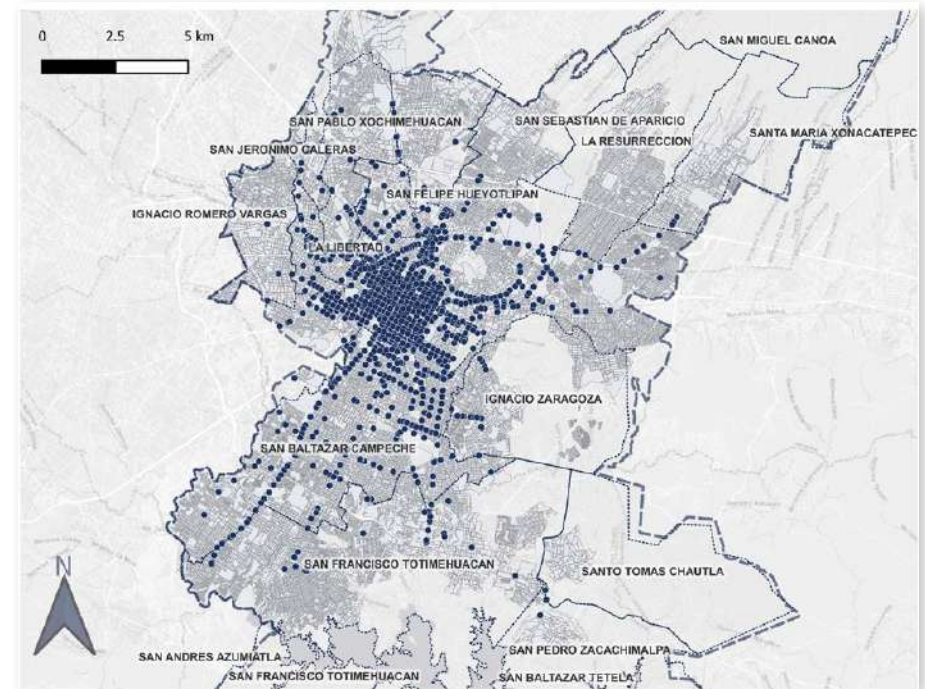 0 2.5 5 km
SAN MIGUEL CANOA
SAN PABLO XOCHIMEHUACAN
SAN SEBASTIAN DE APARICIO
SANTA MARIA XONACATEPEC
LA RESURRECCION
SAN JERONIMO CALERAS
SAN FELIPE HUEYOTLIPAN
IGNACIO ROMERO VARGAS
LA LIBERTAD
IGNACIO ZARAGOZA
SAN BALTAZAR CAMPECHE
N
SAN FRANCISCO TOTIMEHUACAN
SANTO TOMAS CHAUTLA
SAN PEDRO ZACACHIMALPA
SAN ANDRES AZUMIATLA
SAN FRANCISCO TOTIMEHUACAN
SAN BALTAZAR TETELA